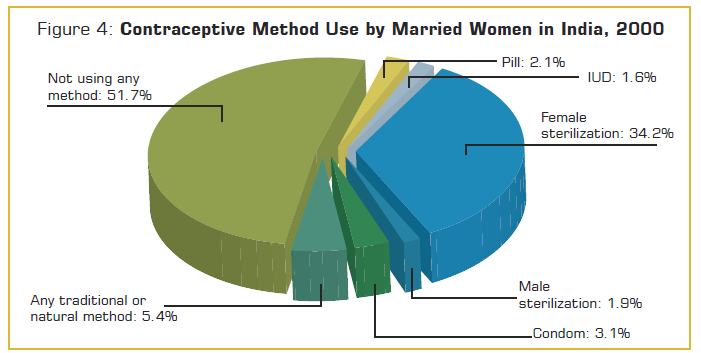 Figure 4: Contraceptive Method Use by Married Women in India, 2000
Not using any
method: 51.7%
Pill: 2.1%
IUD: 1.6%
Female
sterilization: 34.2%
Any traditional or
natural method: 5.4%
Male
sterilization: 1.9%
Condom: 3.1%